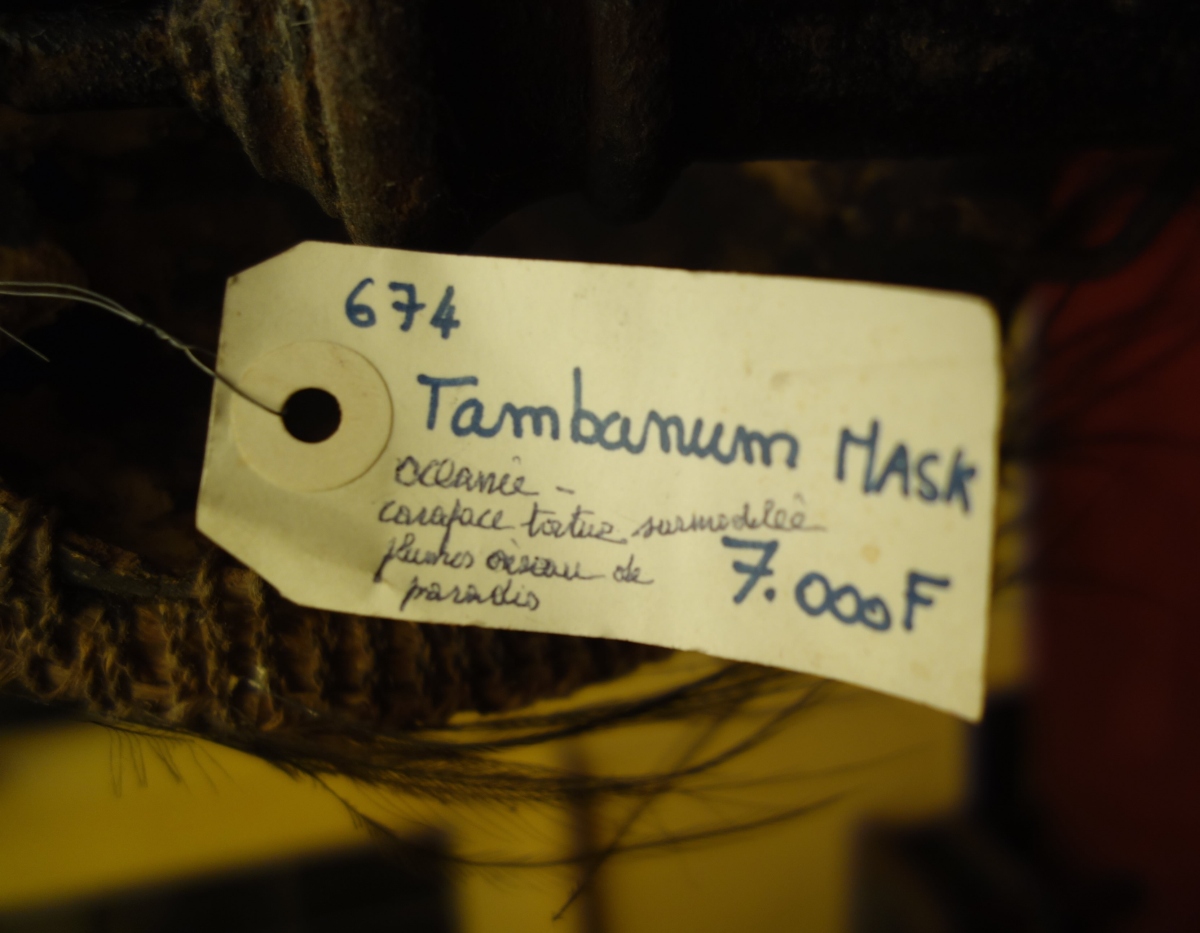 674
Tambanum MASK
océanie -
carapace tortue surmodelée
plumes oiseau de
paradis
7.000F